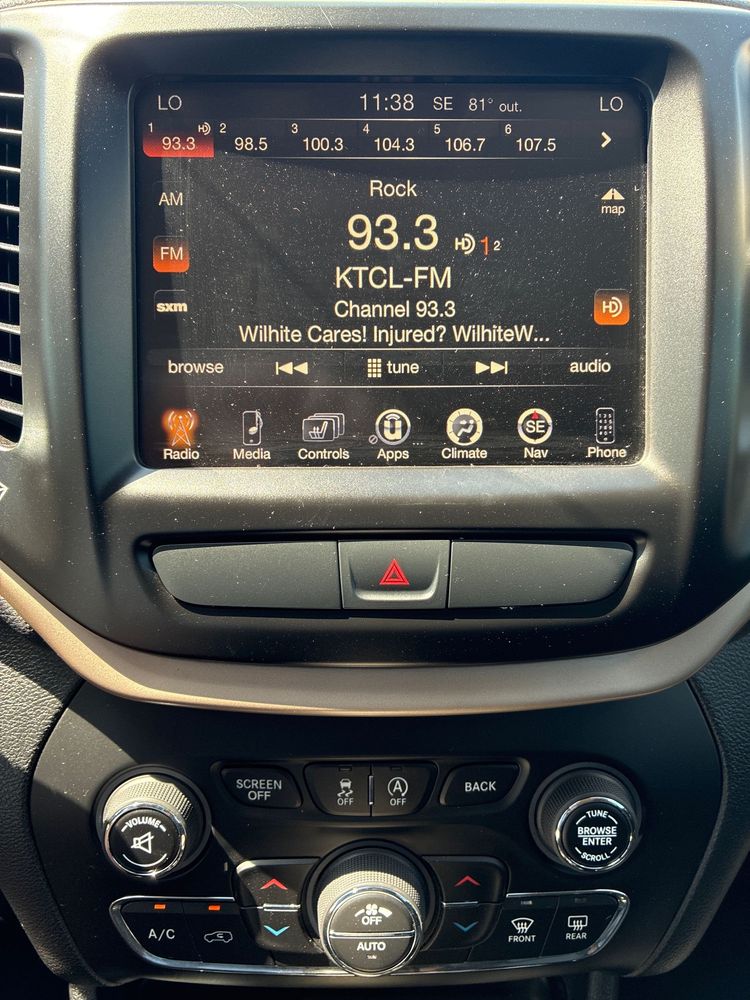 LO 11:38 SE 81° out. LO
1 93.3 HD 2 98.5 3 100.3 4 104.3 5 106.7 6 107.5 >
Rock
AM
map
93.3 HD 1 2
FM
KTCL-FM
sxm
Channel 93.3
HD
Wilhite Cares! Injured? WilhiteW...
browse tune audio
SE
Radio Media Controls Apps Climate Nav Phone
SCREEN OFF
OFF
A OFF
BACK
VOLUME
TUNE
BROWSE
ENTER
SCROLL
OFF
AUTO
A/C
FRONT
REAR